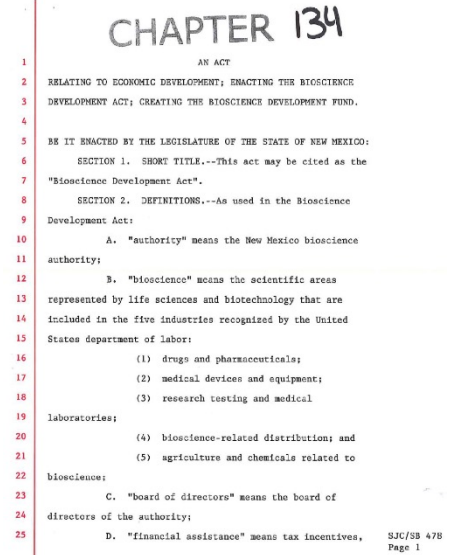 CHAPTER 134
1 AN ACT
2 RELATING TO ECONOMIC DEVELOPMENT; ENACTING THE BIOSCIENCE
3 DEVELOPMENT ACT; CREATING THE BIOSCIENCE DEVELOPMENT FUND.
4
5 BE IT ENACTED BY THE LEGISLATURE OF THE STATE OF NEW MEXICO:
6 SECTION 1. SHORT TITLE.--This act may be cited as the
7 "Bioscience Development Act".
8 SECTION 2. DEFINITIONS.--As used in the Bioscience
9 Development Act:
10 A. "authority" means the New Mexico bioscience
11 authority;
12 B. "bioscience" means the scientific areas
13 represented by life sciences and biotechnology that are
14 included in the five industries recognized by the United
15 States department of labor:
16 (1) drugs and pharmaceuticals;
17 (2) medical devices and equipment;
18 (3) research testing and medical
19 laboratories;
20 (4) bioscience-related distribution; and
21 (5) agriculture and chemicals related to
22 bioscience;
23 C. "board of directors" means the board of
24 directors of the authority;
25 D. "financial assistance" means tax incentives, SJC/SB 478
Page 1